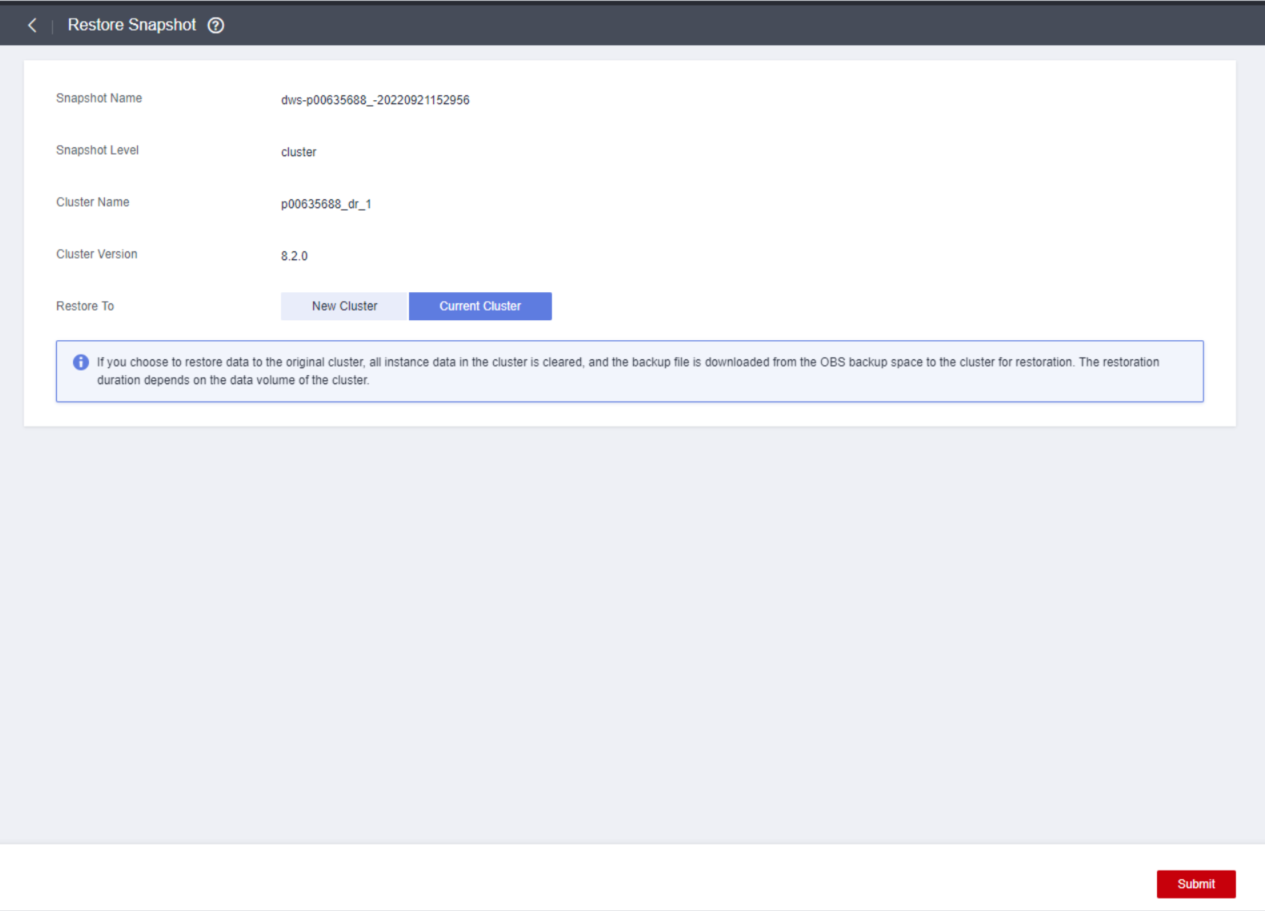 Restore Snapshot
Snapshot Name dws-p00635688_-20220921152956
Snapshot Level cluster
Cluster Name p00635688_dr_1
Cluster Version 8.2.0
Restore To New Cluster Current Cluster
If you choose to restore data to the original cluster, all instance data in the cluster is cleared, and the backup file is downloaded from the OBS backup space to the cluster for restoration. The restoration
duration depends on the data volume of the cluster.
Submit